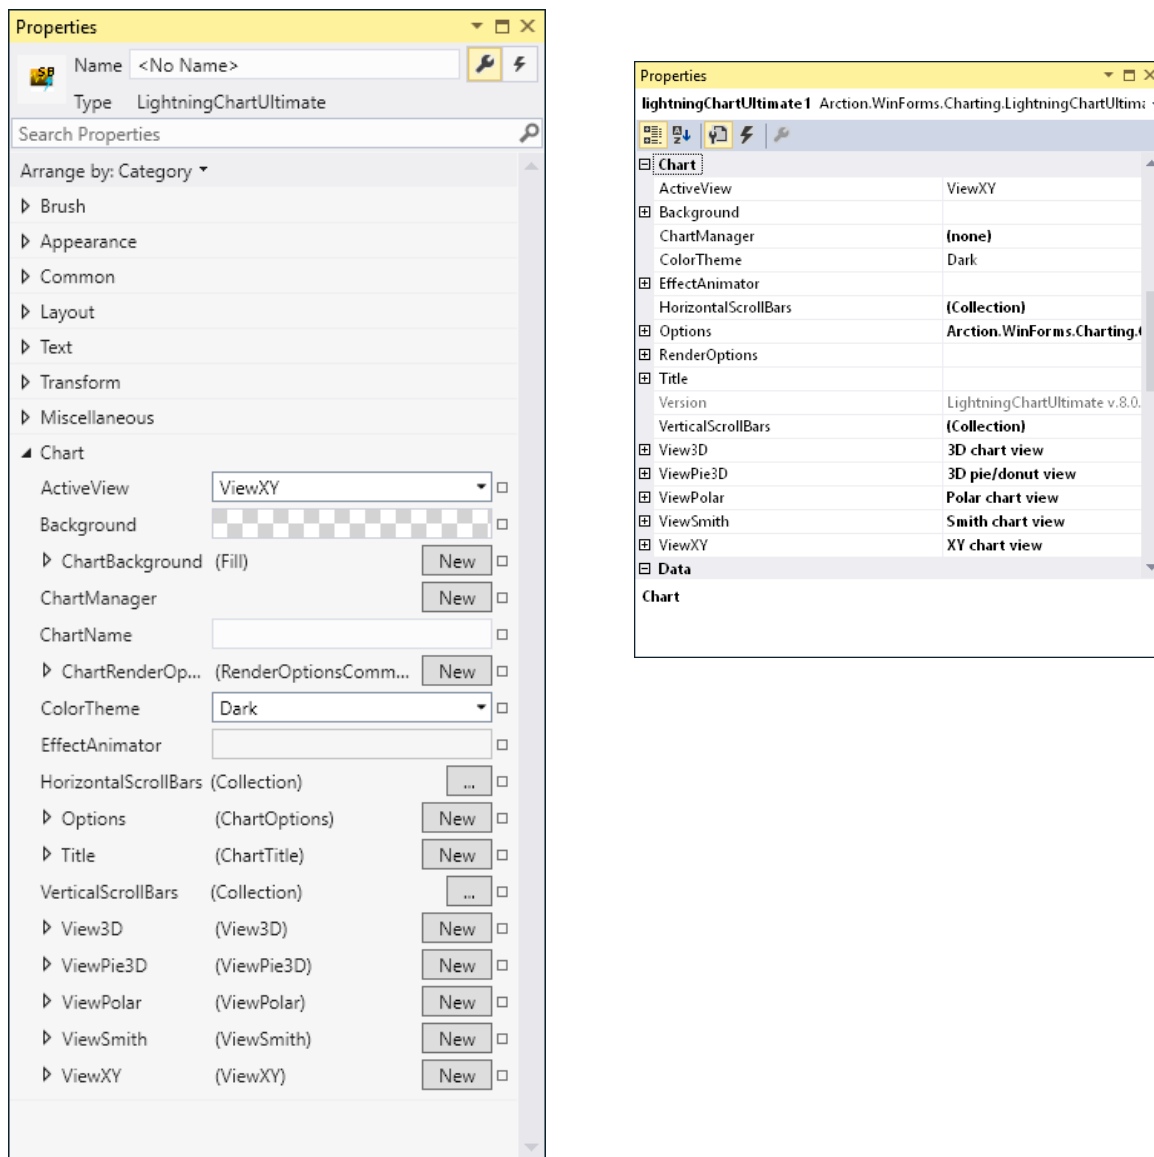 Properties
SB
Name <No Name>
Type LightningChartUltimate
Search Properties
Arrange by: Category
Brush
Appearance
Common
Layout
Text
Transform
Miscellaneous
Chart
ActiveView ViewXY
Background
ChartBackground (Fill) New
ChartManager New
ChartName
ChartRenderOp... (RenderOptionsComm... New
ColorTheme Dark
EffectAnimator
HorizontalScrollBars (Collection) ...
Options (ChartOptions) New
Title (ChartTitle) New
VerticalScrollBars (Collection) ...
View3D (View3D) New
ViewPie3D (ViewPie3D) New
ViewPolar (ViewPolar) New
ViewSmith (ViewSmith) New
ViewXY (ViewXY) New
Properties
lightningChartUltimate1 Arction.WinForms.Charting.LightningChartUltima
Chart
ActiveView ViewXY
Background
ChartManager (none)
ColorTheme Dark
EffectAnimator
HorizontalScrollBars (Collection)
Options Arction.WinForms.Charting.
RenderOptions
Title
Version LightningChartUltimate v.8.0.
VerticalScrollBars (Collection)
View3D 3D chart view
ViewPie3D 3D pie/donut view
ViewPolar Polar chart view
ViewSmith Smith chart view
ViewXY XY chart view
Data
Chart